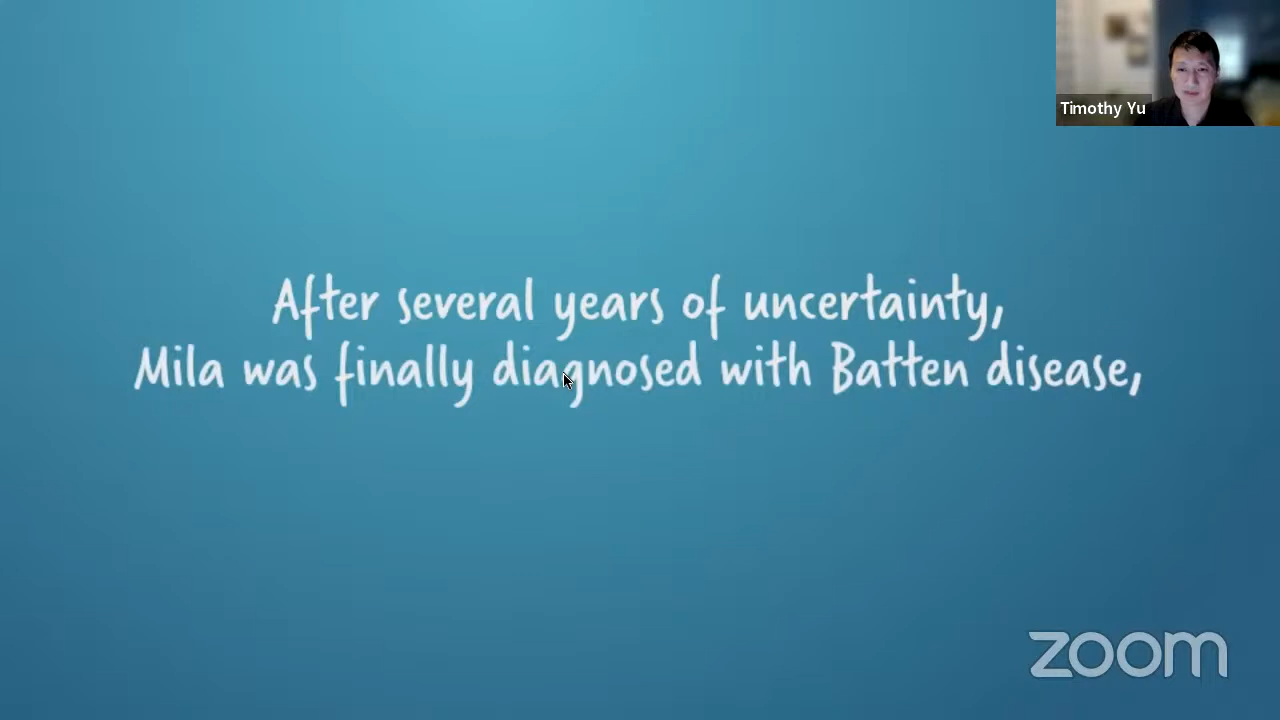 Timothy Yu
After several years of uncertainty,
Mila was finally diagnosed with Batten disease,
zoom